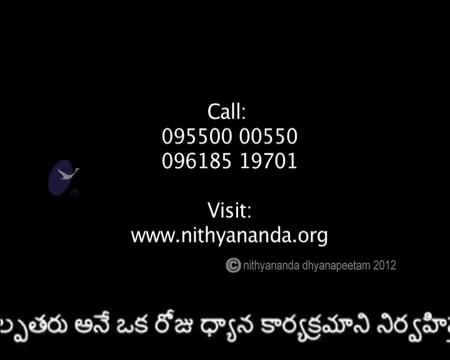 Call:
095500 00550
096185 19701
Visit:
www.nithyananda.org
© nithyananda dhyanapeetam 2012
అనే ఒక రోజు ధ్యాన కార్యక్రమాని